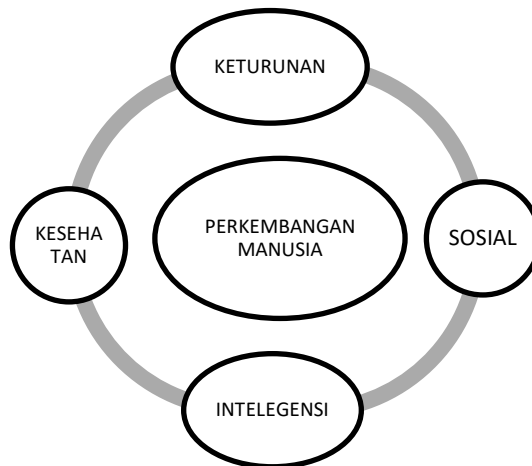 KETURUNAN
KESEHA
TAN
PERKEMBANGAN
MANUSIA
SOSIAL
INTELEGENSI